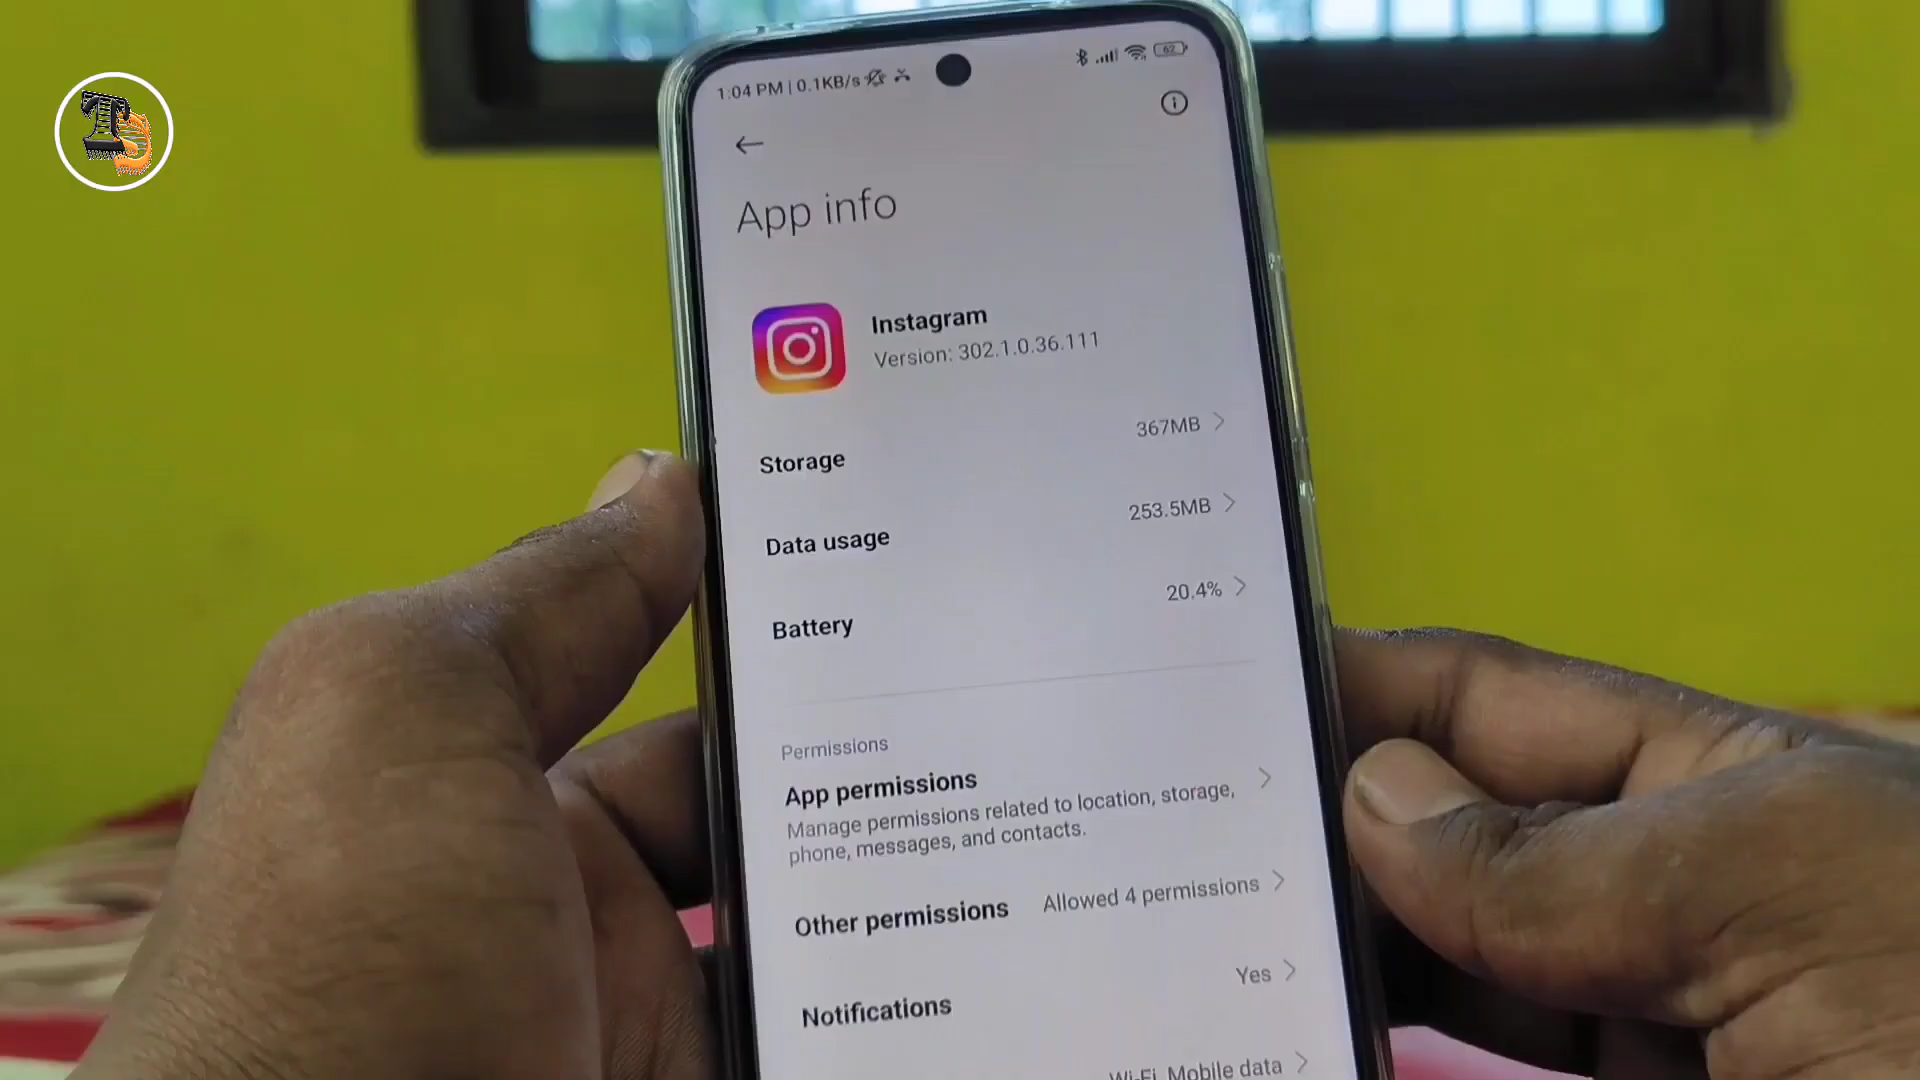 1:04 PM | 0.1KB/s
62
App info
Instagram
Version: 302.1.0.36.111
Storage 367MB
Data usage 253.5MB
Battery 20.4%
Permissions
App permissions
Manage permissions related to location, storage,
phone, messages, and contacts.
Other permissions Allowed 4 permissions
Notifications Yes
Wi-Fi, Mobile data